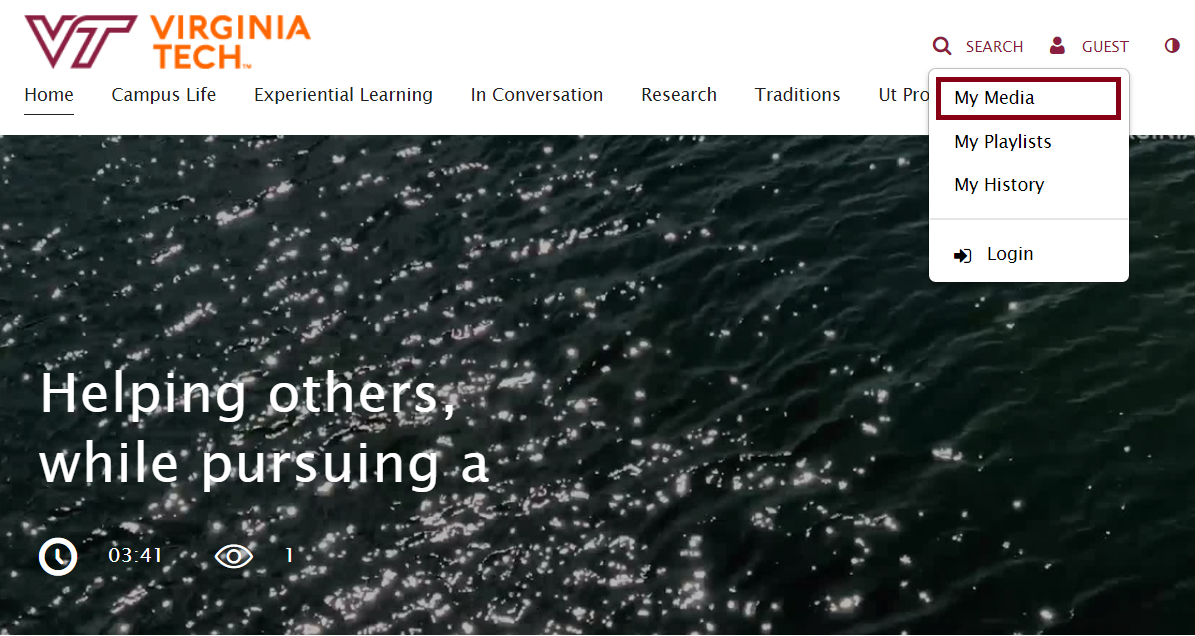 VIRGINIA
TECH™
SEARCH GUEST
Home Campus Life Experiential Learning In Conversation Research Traditions Ut Pro
My Media
My Playlists
My History
Login
Helping others,
while pursuing a
03:41 1